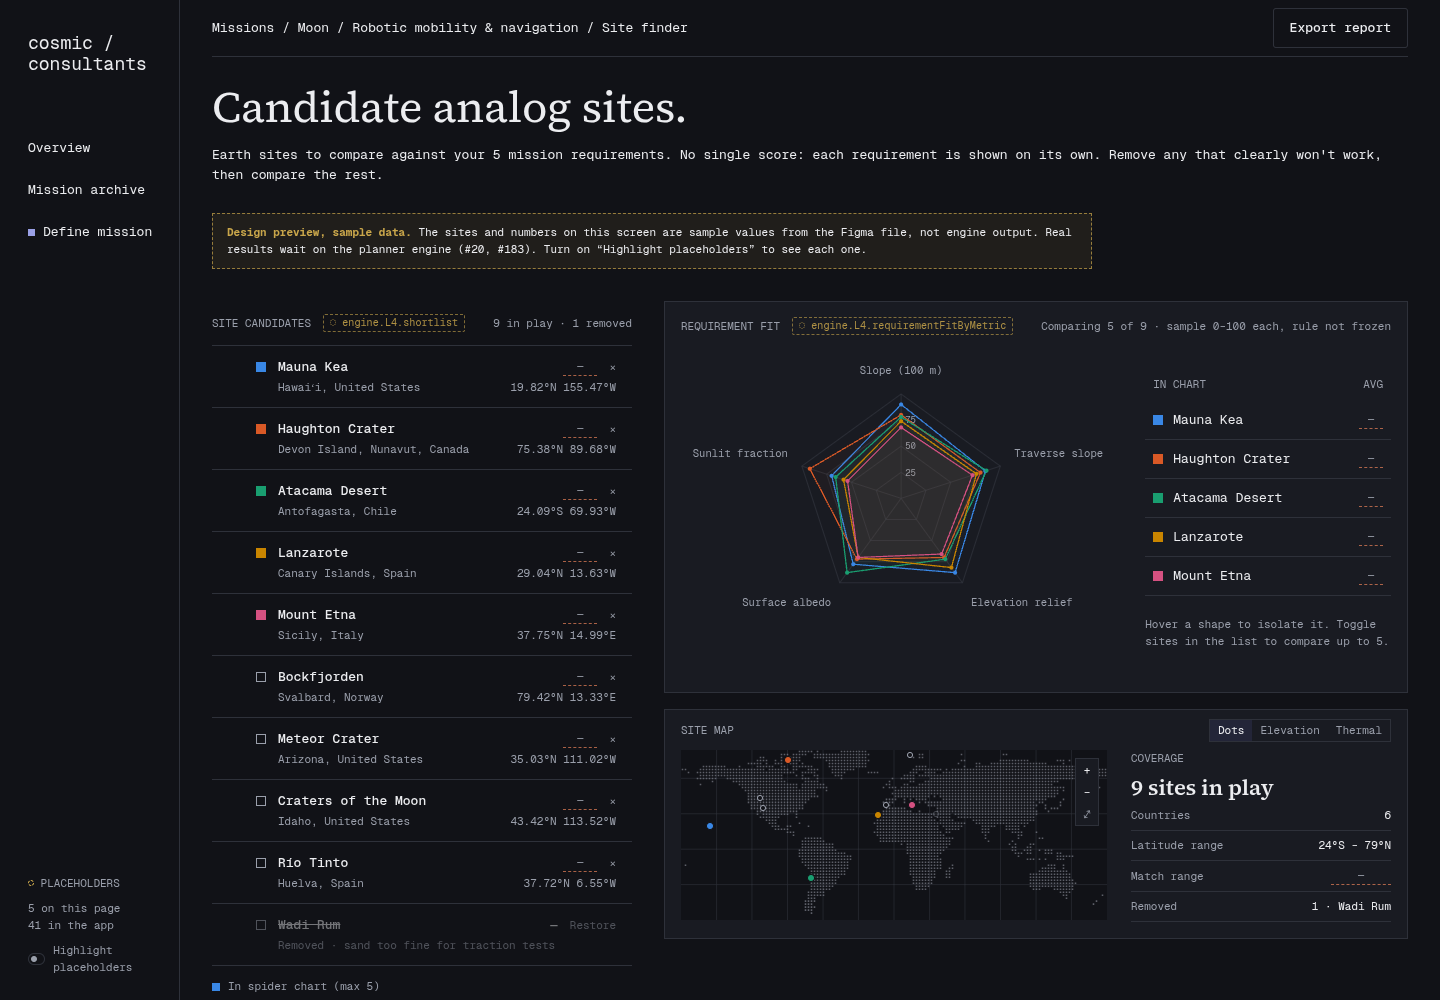 cosmic /
consultants
Overview
Mission archive
Define mission
PLACEHOLDERS
5 on this page
41 in the app
Highlight
placeholders
Missions / Moon / Robotic mobility & navigation / Site finder
Export report
Candidate analog sites.
Earth sites to compare against your 5 mission requirements. No single score: each requirement is shown on its own. Remove any that clearly won't work,
then compare the rest.
Design preview, sample data. The sites and numbers on this screen are sample values from the Figma file, not engine output. Real
results wait on the planner engine (#20, #183). Turn on “Highlight placeholders” to see each one.
SITE CANDIDATES engine.L4.shortlist 9 in play · 1 removed
Mauna Kea — ×
Hawaiʻi, United States 19.82°N 155.47°W
Haughton Crater — ×
Devon Island, Nunavut, Canada 75.38°N 89.68°W
Atacama Desert — ×
Antofagasta, Chile 24.09°S 69.93°W
Lanzarote — ×
Canary Islands, Spain 29.04°N 13.63°W
Mount Etna — ×
Sicily, Italy 37.75°N 14.99°E
Bockfjorden — ×
Svalbard, Norway 79.42°N 13.33°E
Meteor Crater — ×
Arizona, United States 35.03°N 111.02°W
Craters of the Moon — ×
Idaho, United States 43.42°N 113.52°W
Río Tinto — ×
Huelva, Spain 37.72°N 6.55°W
Wadi Rum — Restore
Removed · sand too fine for traction tests
In spider chart (max 5)
REQUIREMENT FIT engine.L4.requirementFitByMetric Comparing 5 of 9 · sample 0–100 each, rule not frozen
Slope (100 m)
75
50
25
Sunlit fraction
Traverse slope
Surface albedo
Elevation relief
IN CHART AVG
Mauna Kea —
Haughton Crater —
Atacama Desert —
Lanzarote —
Mount Etna —
Hover a shape to isolate it. Toggle
sites in the list to compare up to 5.
SITE MAP
Dots Elevation Thermal
+
−
⤢
COVERAGE
9 sites in play
Countries 6
Latitude range 24°S – 79°N
Match range —
Removed 1 · Wadi Rum